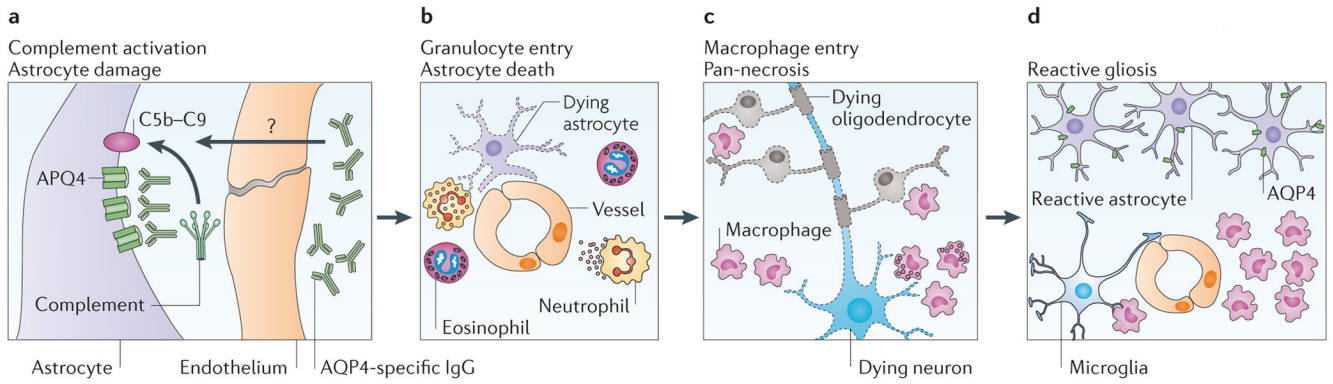 a
Complement activation
Astrocyte damage
C5b–C9
?
APQ4
Complement
Astrocyte
Endothelium
AQP4-specific IgG
b
Granulocyte entry
Astrocyte death
Dying
astrocyte
Vessel
Neutrophil
Eosinophil
c
Macrophage entry
Pan-necrosis
Dying
oligodendrocyte
Macrophage
Dying neuron
d
Reactive gliosis
AQP4
Reactive astrocyte
Microglia